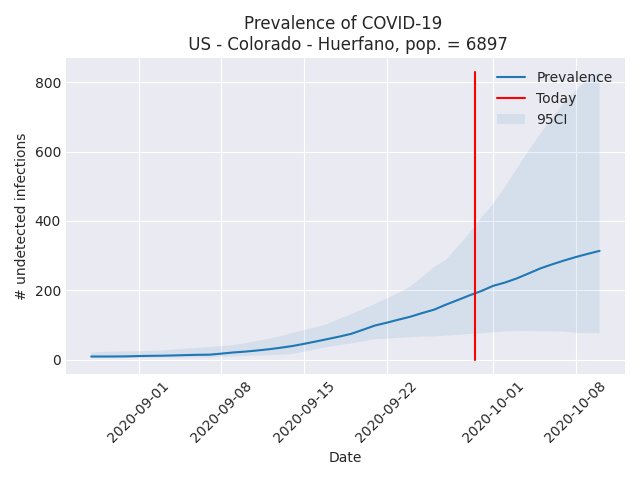 Prevalence of COVID-19
US - Colorado - Huerfano, pop. = 6897
800
600
400
200
0
# undetected infections
Prevalence
Today
95CI
2020-09-01
2020-09-08
2020-09-15
2020-09-22
2020-10-01
2020-10-08
Date